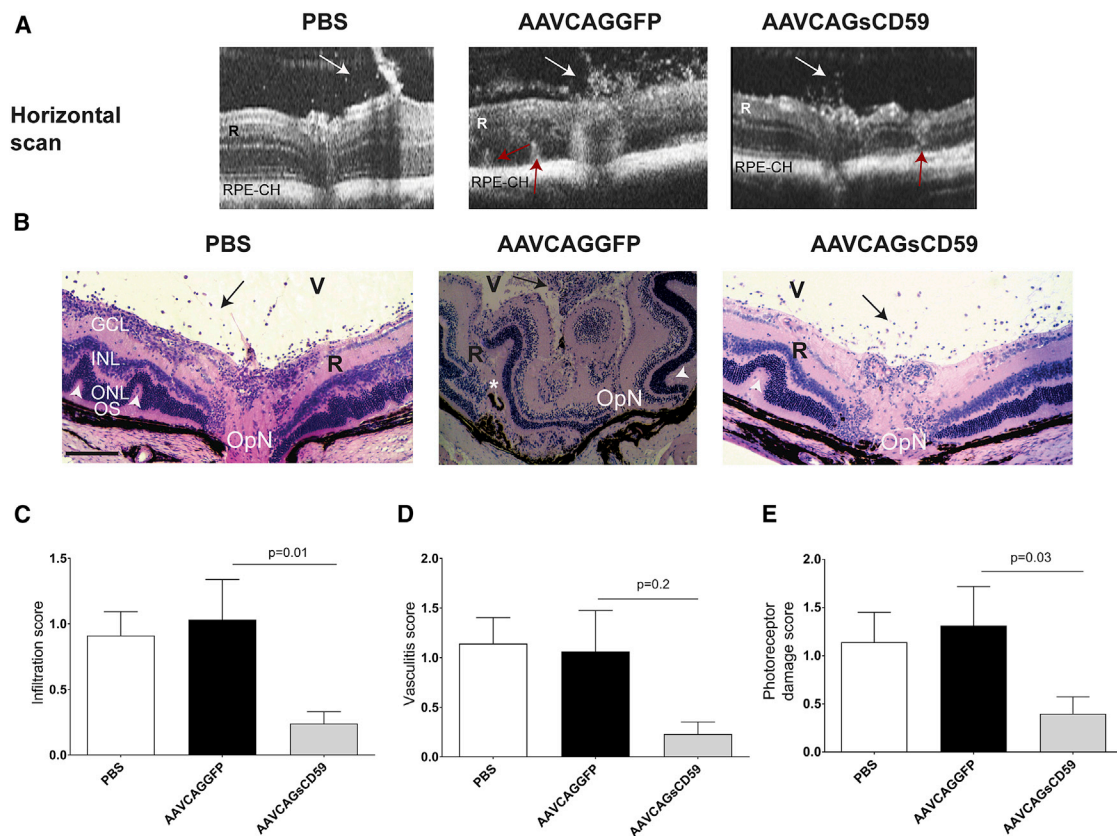 A
PBS
AAVCAGGFP
AAVCAGsCD59
Horizontal
scan
R
RPE-CH
R
RPE-CH
R
RPE-CH
B
PBS
AAVCAGGFP
AAVCAGsCD59
V
GCL
INL
ONL
OS
R
OpN
V
R
*
OpN
V
R
OpN
C
Infiltration score
1.5
1.0
0.5
0.0
p=0.01
PBS
AAVCAGGFP
AAVCAGsCD59
D
Vasculitis score
2.0
1.5
1.0
0.5
0.0
p=0.2
PBS
AAVCAGGFP
AAVCAGsCD59
E
Photoreceptor
damage score
2.0
1.5
1.0
0.5
0.0
p=0.03
PBS
AAVCAGGFP
AAVCAGsCD59